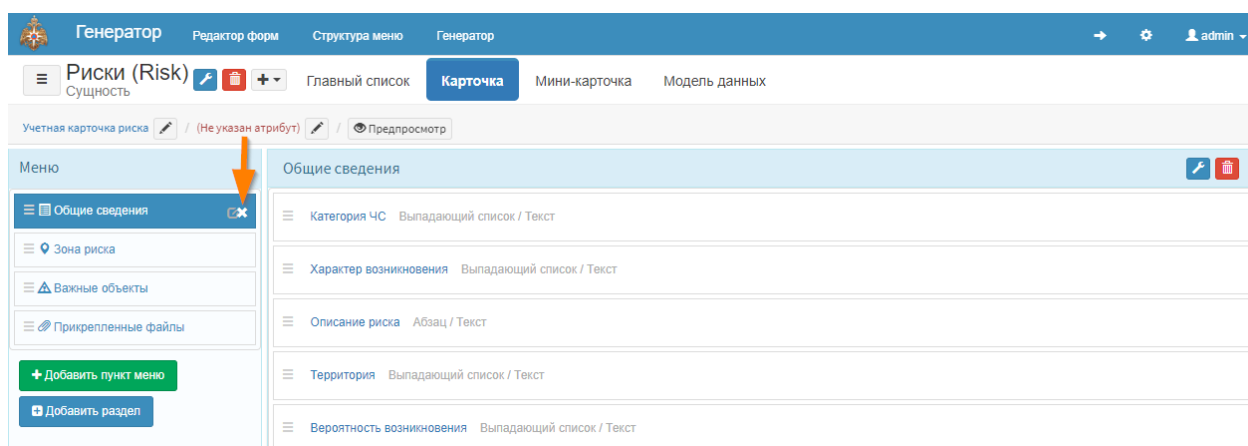 Генератор Редактор форм Структура меню Генератор admin
Риски (Risk) Главный список Карточка Мини-карточка Модель данных
Сущность
Учетная карточка риска / (Не указан атрибут) / Предпросмотр
Меню
Общие сведения
Общие сведения
Зона риска
Важные объекты
Прикрепленные файлы
Добавить пункт меню
Добавить раздел
Категория ЧС Выпадающий список / Текст
Характер возникновения Выпадающий список / Текст
Описание риска Абзац / Текст
Территория Выпадающий список / Текст
Вероятность возникновения Выпадающий список / Текст